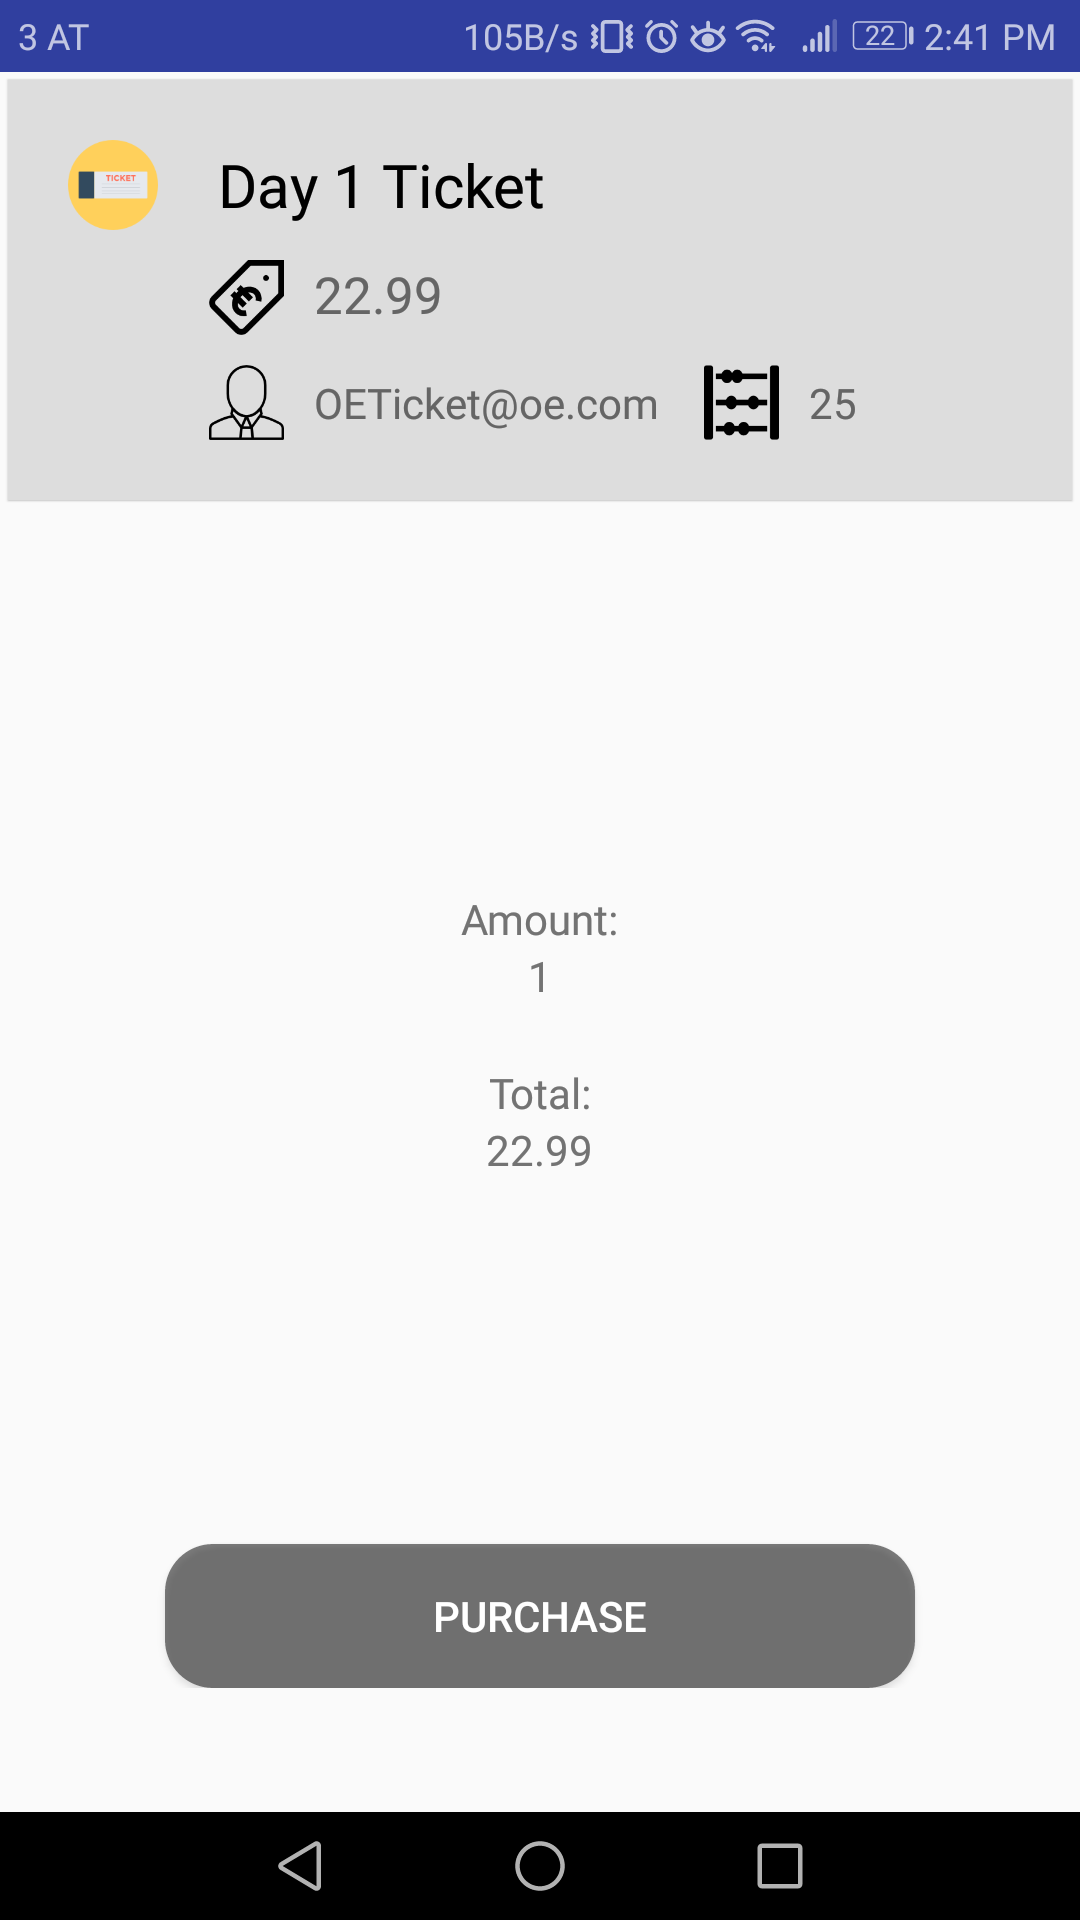 3 AT 105B/s 22 2:41 PM
TICKET
Day 1 Ticket
22.99
OETicket@oe.com 25
Amount:
1
Total:
22.99
PURCHASE